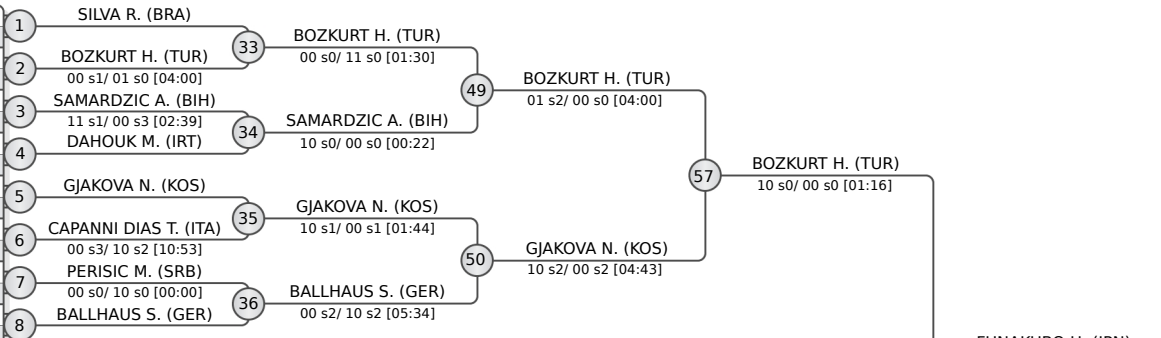 1
SILVA R. (BRA)
33
BOZKURT H. (TUR)
00 s0/ 11 s0 [01:30]
2
BOZKURT H. (TUR)
00 s1/ 01 s0 [04:00]
49
BOZKURT H. (TUR)
01 s2/ 00 s0 [04:00]
3
SAMARDZIC A. (BIH)
11 s1/ 00 s3 [02:39]
34
SAMARDZIC A. (BIH)
10 s0/ 00 s0 [00:22]
4
DAHOUK M. (IRT)
57
BOZKURT H. (TUR)
10 s0/ 00 s0 [01:16]
5
GJAKOVA N. (KOS)
35
GJAKOVA N. (KOS)
10 s1/ 00 s1 [01:44]
6
CAPANNI DIAS T. (ITA)
00 s3/ 10 s2 [10:53]
50
GJAKOVA N. (KOS)
10 s2/ 00 s2 [04:43]
7
PERISIC M. (SRB)
00 s0/ 10 s0 [00:00]
36
BALLHAUS S. (GER)
00 s2/ 10 s2 [05:34]
8
BALLHAUS S. (GER)